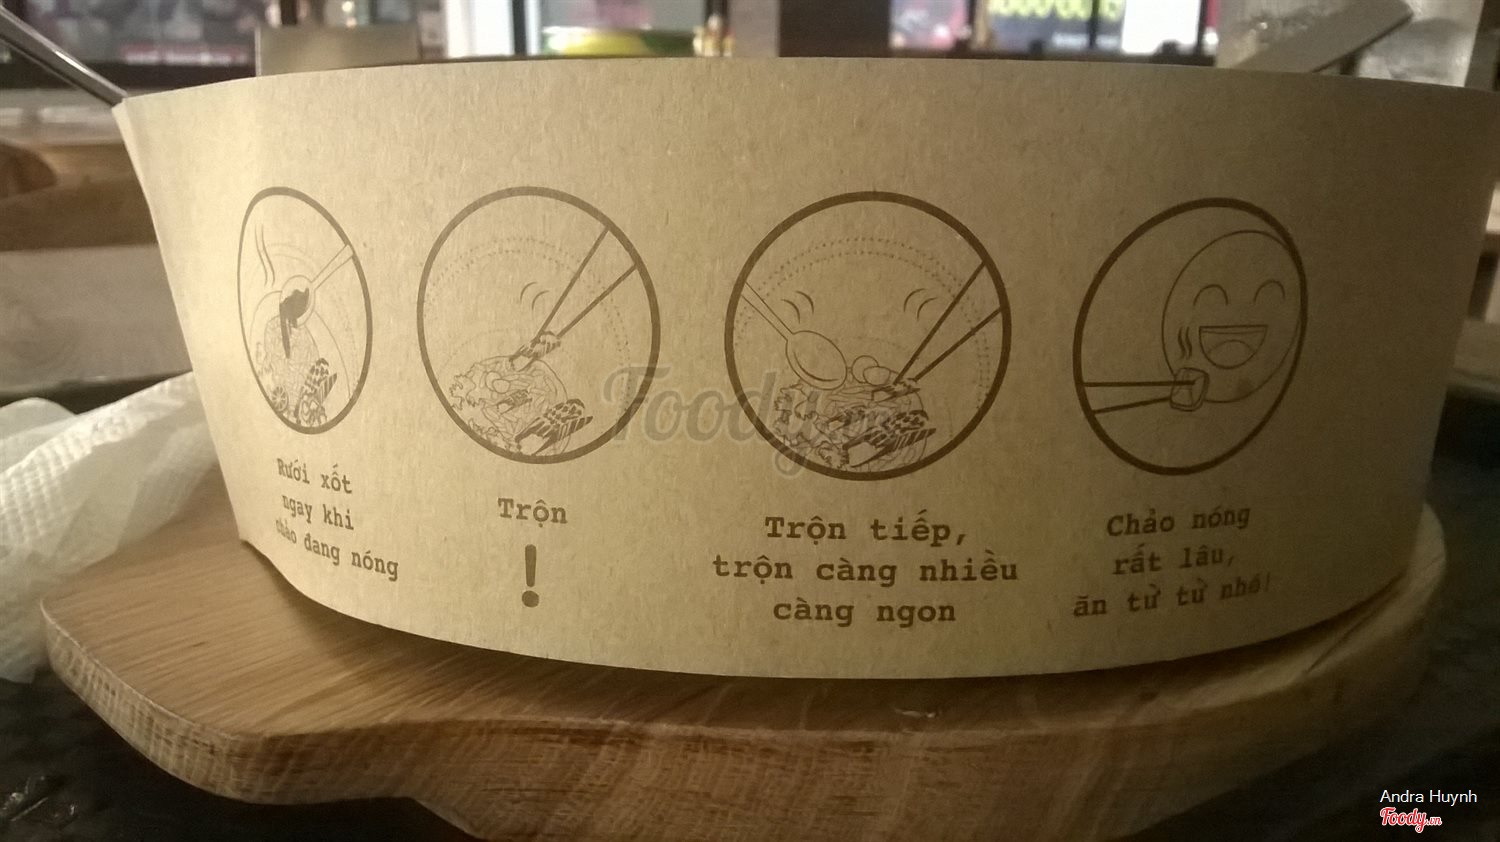 Rưới xốt
ngay khi
chảo đang nóng
Trộn
!
Trộn tiếp,
trộn càng nhiều
càng ngon
Chảo nóng
rất lâu,
ăn từ từ nhé!
Foody
Andra Huynh
Foody.vn